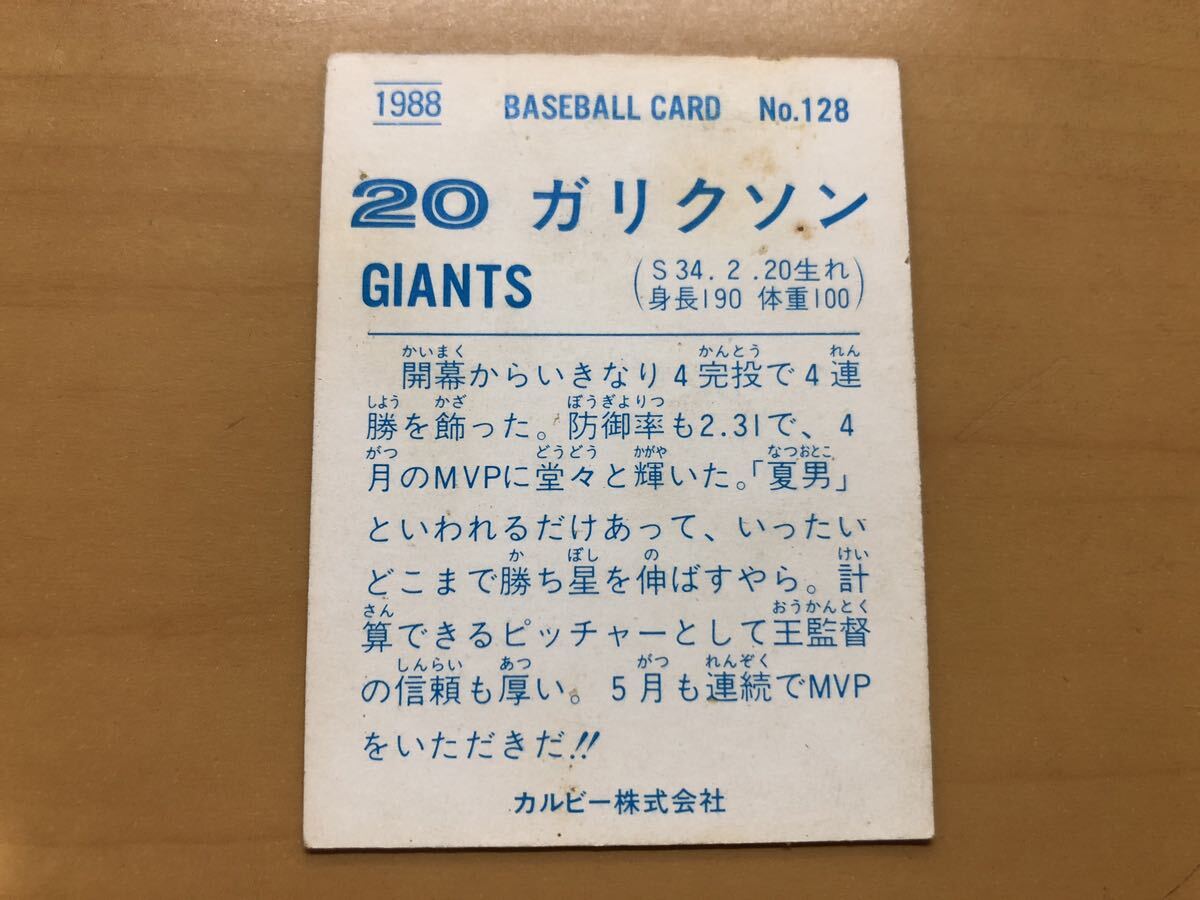 1988 BASEBALL CARD No.128
20 ガリクソン
GIANTS
(S34.2.20生れ
身長190 体重100)
かいまく かんとう れん
開幕からいきなり4完投で4連
しょう かざ ぼうぎよりつ
勝を飾った。防御率も2.31で、4
がつ どうどう かがや なつおとこ
月のMVPに堂々と輝いた。「夏男」
といわれるだけあって、いったい
か ぼし の けい
どこまで勝ち星を伸ばすやら。計
さん おうかんとく
算できるピッチャーとして王監督
しんらい あつ がつ れんぞく
の信頼も厚い。5月も連続でMVP
をいただきだ!!
カルビー株式会社